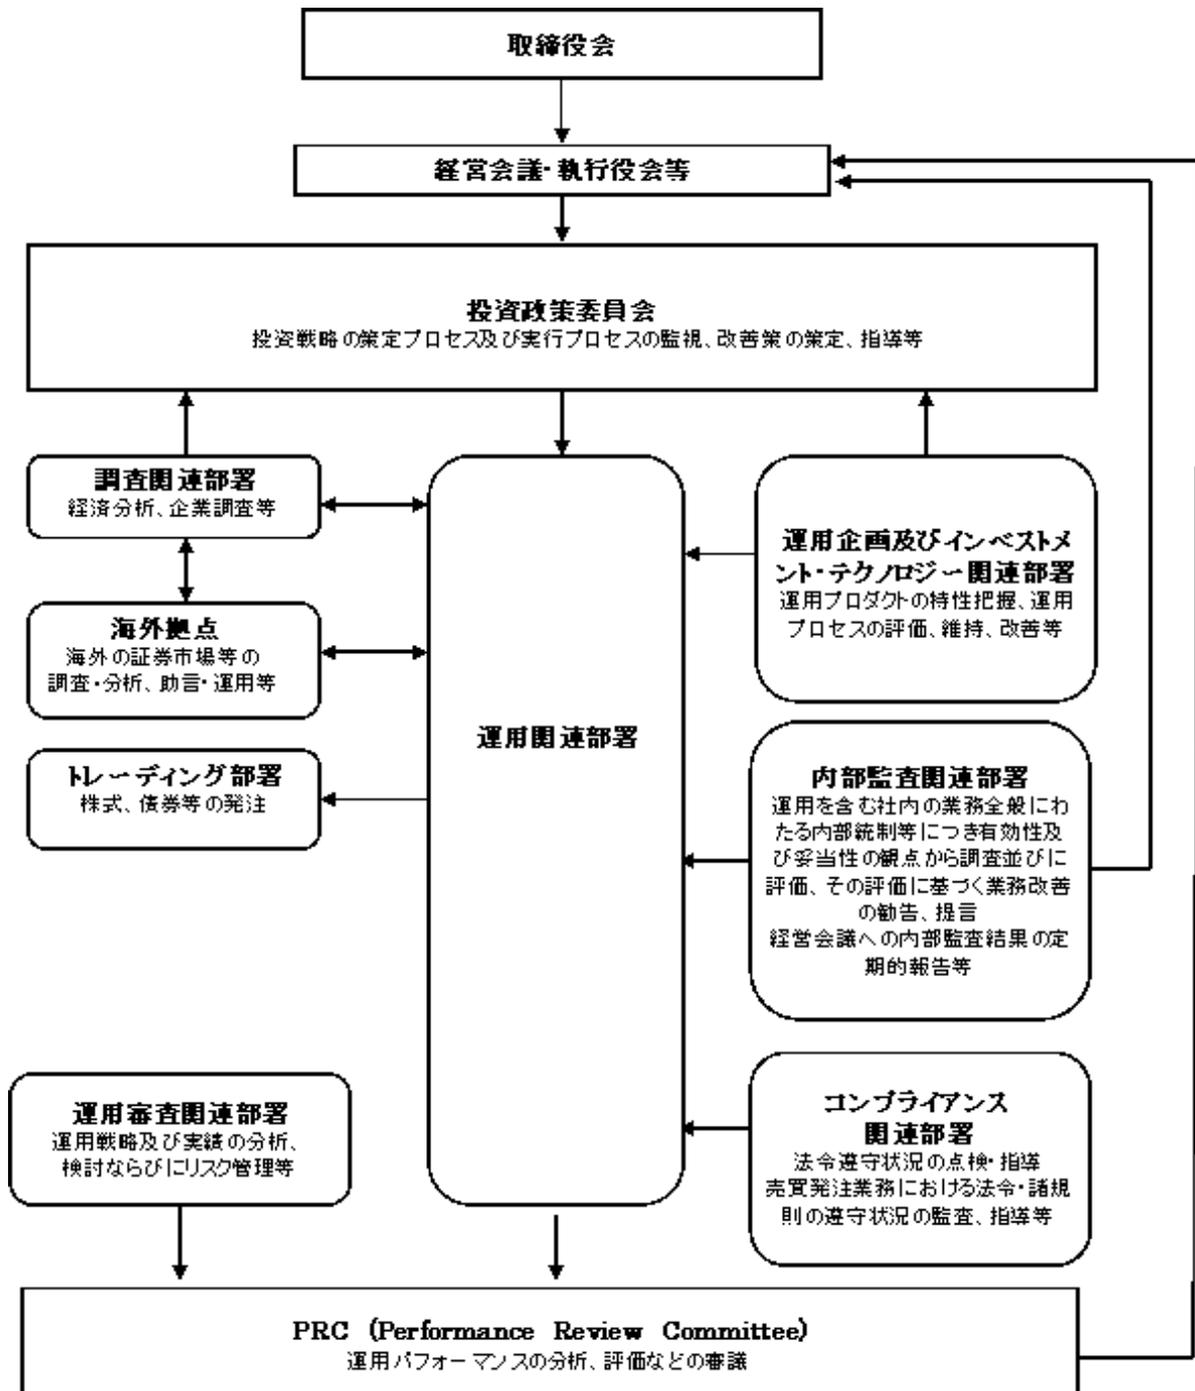 取締役会
経営会議・執行役会等
投資政策委員会
投資戦略の策定プロセス及び実行プロセスの監視、改善策の策定、指導等
調査関連部署
経済分析、企業調査等
海外拠点
海外の証券市場等の
調査・分析、助言・運用等
トレーディング部署
株式、債券等の発注
運用関連部署
運用企画及びインベストメ
ント・テクノロジー関連部署
運用プロダクトの特性把握、運用
プロセスの評価、維持、改善等
内部監査関連部署
運用を含む社内の業務全般にわ
たる内部統制等につき有効性及
び妥当性の観点から調査並びに
評価、その評価に基づく業務改善
の勧告、提言
経営会議への内部監査結果の定
期的報告等
運用審査関連部署
運用戦略及び実績の分析、
検討ならびにリスク管理等
コンプライアンス
関連部署
法令遵守状況の点検・指導
売買発注業務における法令・諸規
則の遵守状況の監査、指導等
PRC (Performance Review Committee)
運用パフォーマンスの分析、評価などの審議